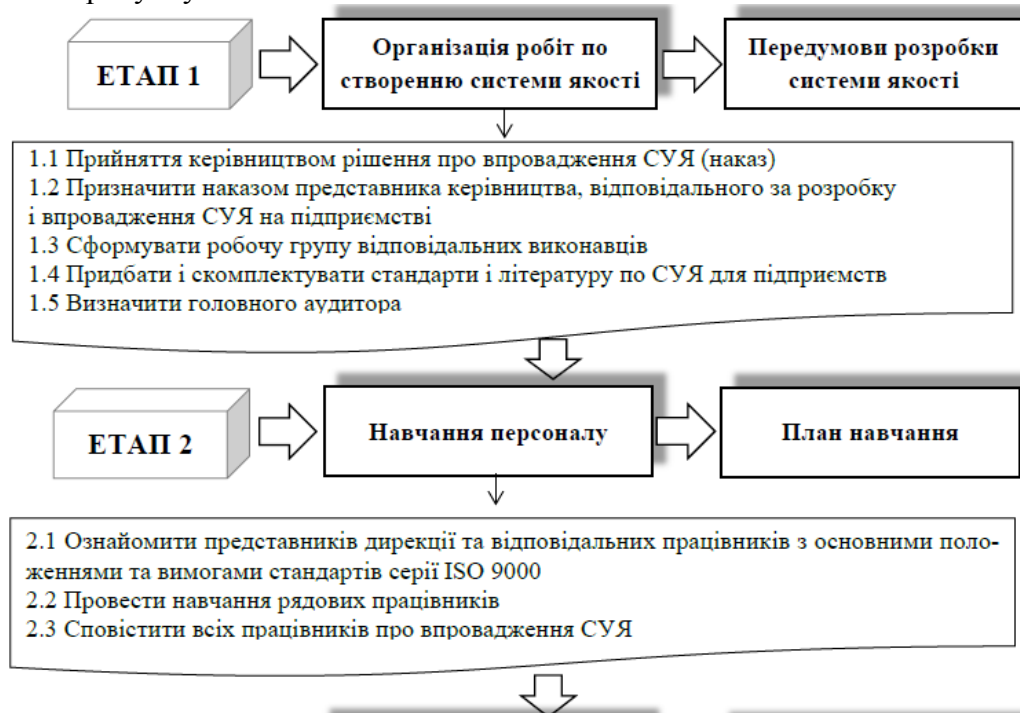 ЕТАП 1
Організація робіт по
створенню системи якості
Передумови розробки
системи якості
1.1 Прийняття керівництвом рішення про впровадження СУЯ (наказ)
1.2 Призначити наказом представника керівництва, відповідального за розробку
і впровадження СУЯ на підприємстві
1.3 Сформувати робочу групу відповідальних виконавців
1.4 Придбати і скомплектувати стандарти і літературу по СУЯ для підприємств
1.5 Визначити головного аудитора
ЕТАП 2
Навчання персоналу
План навчання
2.1 Ознайомити представників дирекції та відповідальних працівників з основними поло-
женнями та вимогами стандартів серії ISO 9000
2.2 Провести навчання рядових працівників
2.3 Сповістити всіх працівників про впровадження СУЯ